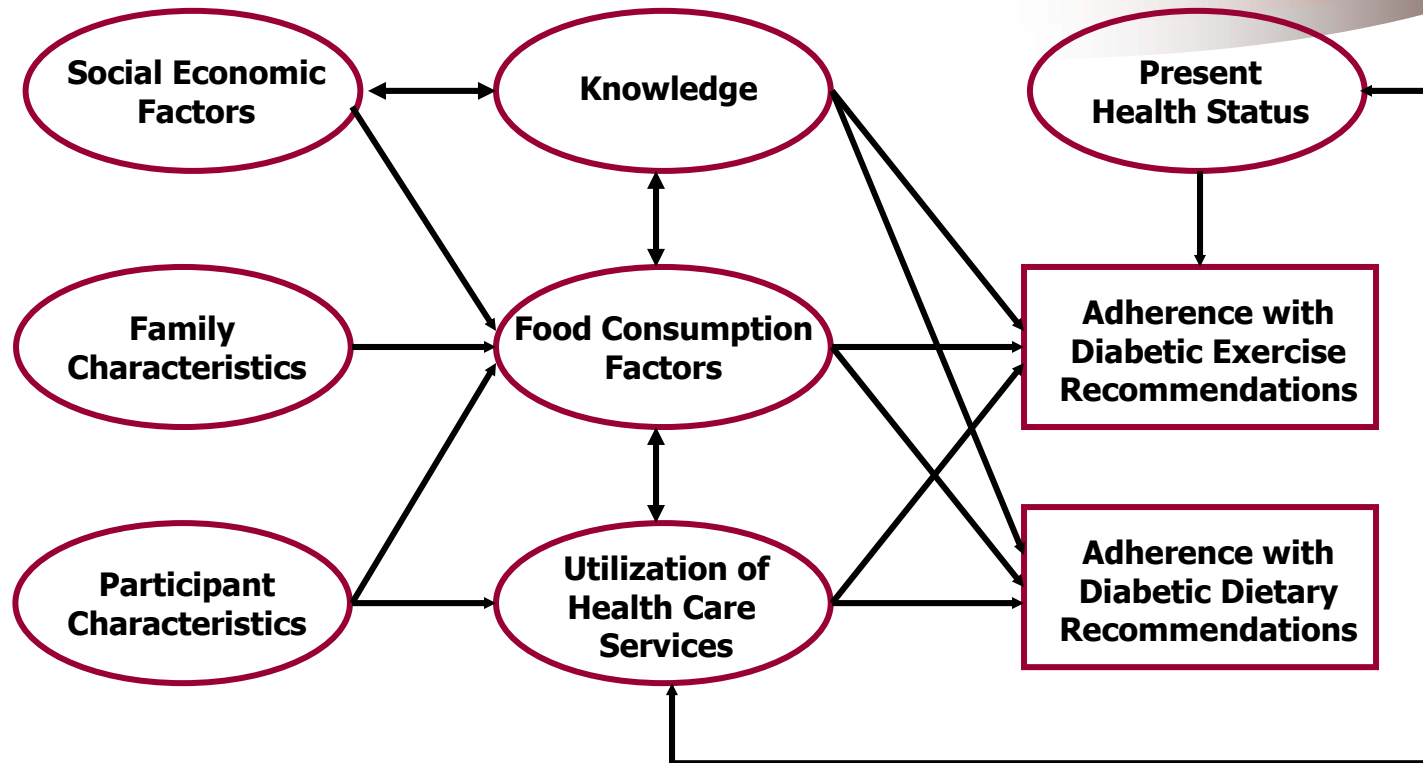 Social Economic
Factors
Knowledge
Present
Health Status
Family
Characteristics
Food Consumption
Factors
Adherence with
Diabetic Exercise
Recommendations
Participant
Characteristics
Utilization of
Health Care
Services
Adherence with
Diabetic Dietary
Recommendations